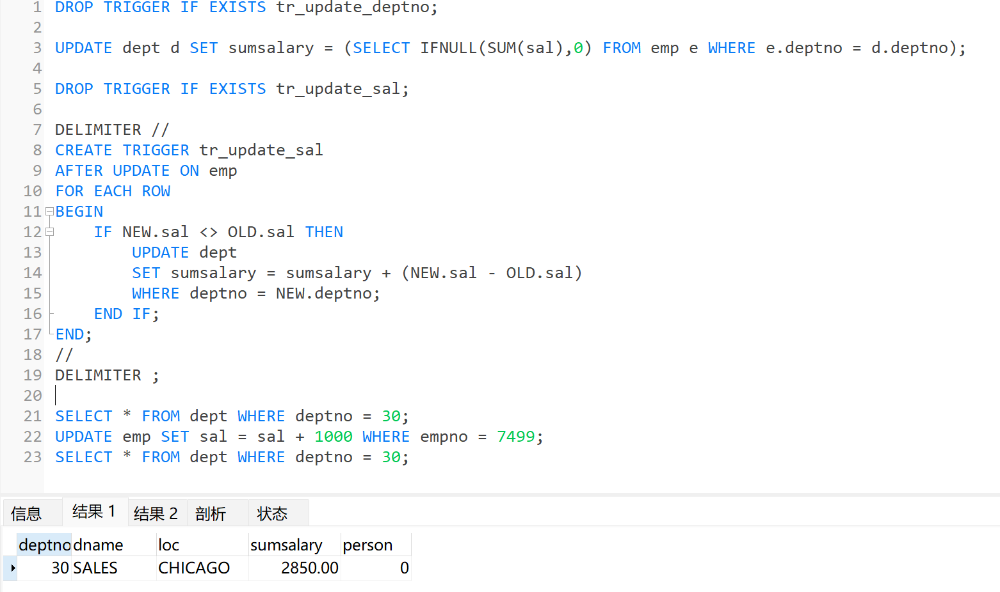 1 DROP TRIGGER IF EXISTS tr_update_deptno;
2
3 UPDATE dept d SET sumsalary = (SELECT IFNULL(SUM(sal),0) FROM emp e WHERE e.deptno = d.deptno);
4
5 DROP TRIGGER IF EXISTS tr_update_sal;
6
7 DELIMITER //
8 CREATE TRIGGER tr_update_sal
9 AFTER UPDATE ON emp
10 FOR EACH ROW
11 BEGIN
12     IF NEW.sal <> OLD.sal THEN
13         UPDATE dept
14         SET sumsalary = sumsalary + (NEW.sal - OLD.sal)
15         WHERE deptno = NEW.deptno;
16     END IF;
17 END;
18 //
19 DELIMITER ;
20
21 SELECT * FROM dept WHERE deptno = 30;
22 UPDATE emp SET sal = sal + 1000 WHERE empno = 7499;
23 SELECT * FROM dept WHERE deptno = 30;
信息 结果 1 结果 2 剖析 状态
deptno dname loc sumsalary person
30 SALES CHICAGO 2850.00 0